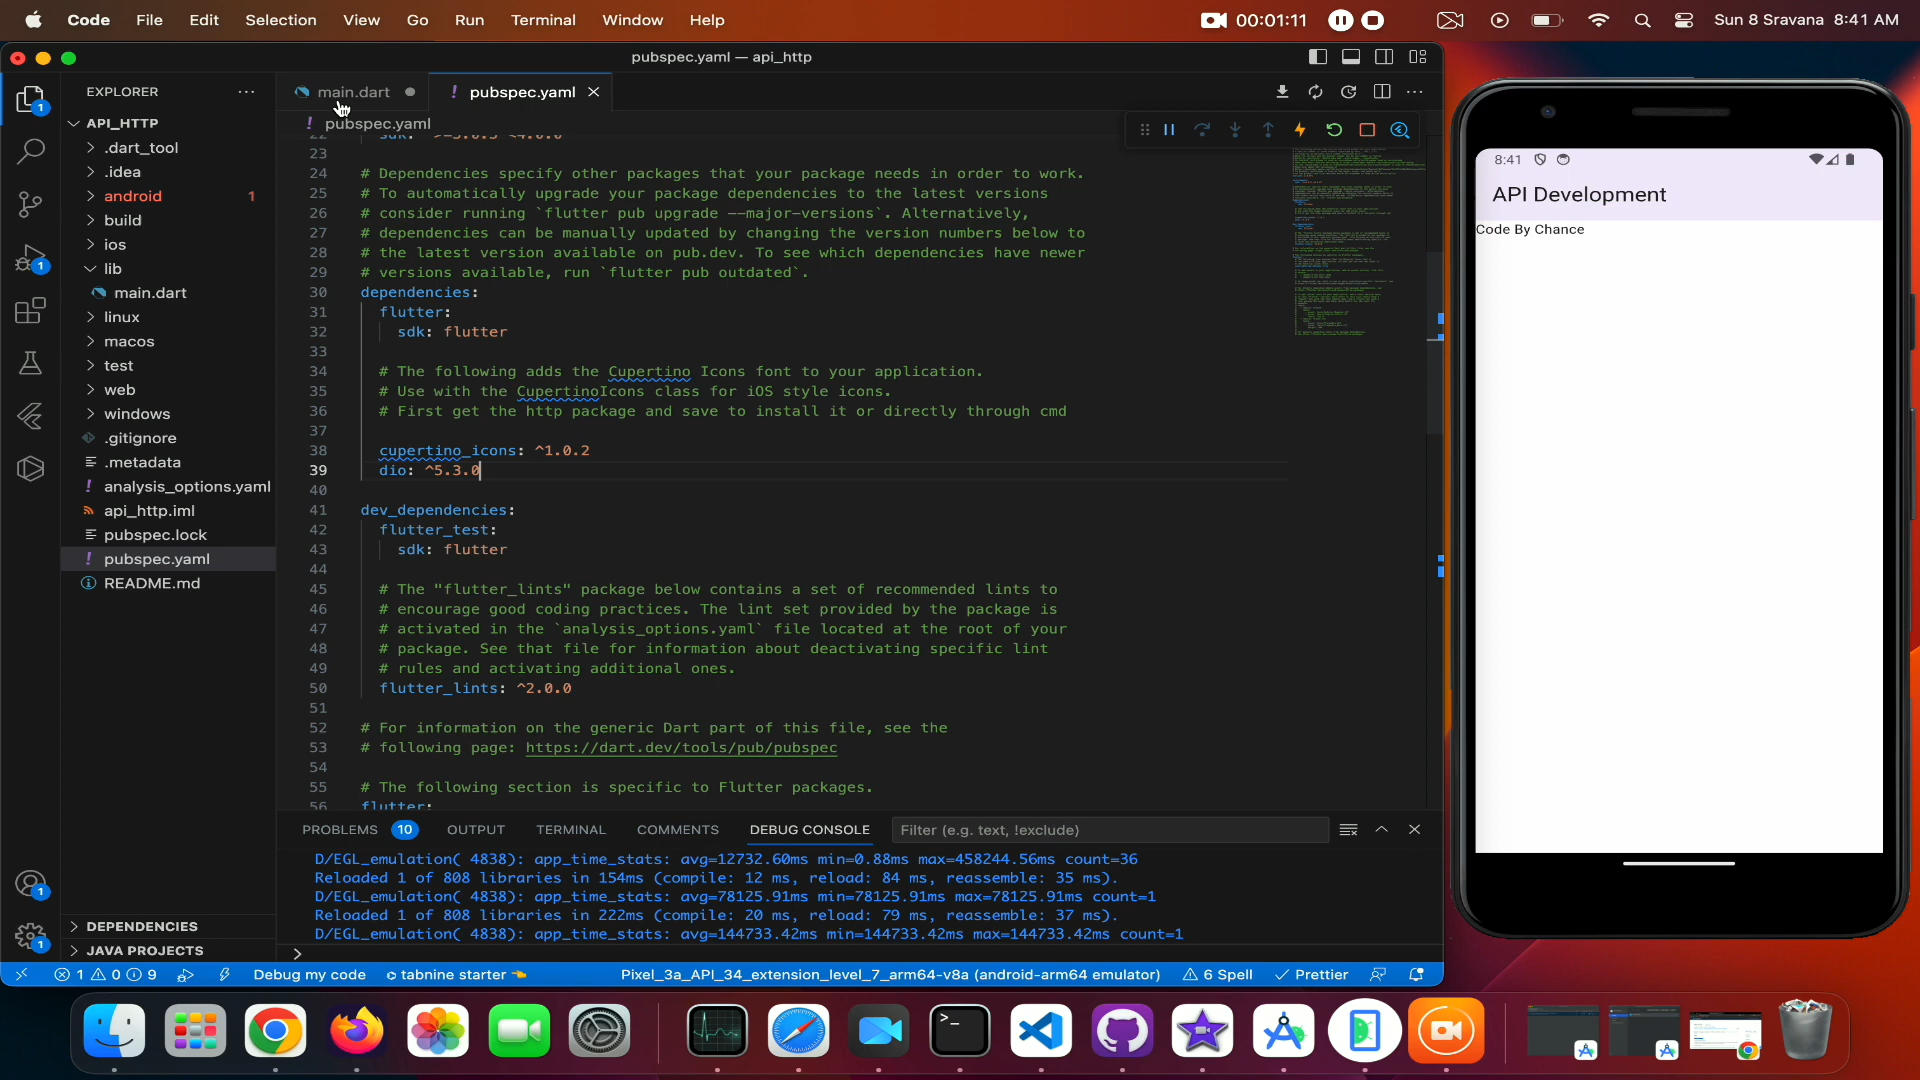 Code File Edit Selection View Go Run Terminal Window Help 00:01:11 Sun 8 Sravana 8:41 AM
pubspec.yaml — api_http
EXPLORER
main.dart
! pubspec.yaml
! pubspec.yaml
API_HTTP
.dart_tool
.idea
android 1
build
ios
lib
main.dart
linux
macos
test
web
windows
.gitignore
.metadata
! analysis_options.yaml
api_http.iml
pubspec.lock
! pubspec.yaml
README.md
DEPENDENCIES
JAVA PROJECTS
23
24 # Dependencies specify other packages that your package needs in order to work.
25 # To automatically upgrade your package dependencies to the latest versions
26 # consider running `flutter pub upgrade --major-versions`. Alternatively,
27 # dependencies can be manually updated by changing the version numbers below to
28 # the latest version available on pub.dev. To see which dependencies have newer
29 # versions available, run `flutter pub outdated`.
30 dependencies:
31 flutter:
32 sdk: flutter
33
34 # The following adds the Cupertino Icons font to your application.
35 # Use with the CupertinoIcons class for iOS style icons.
36 # First get the http package and save to install it or directly through cmd
37
38 cupertino_icons: ^1.0.2
39 dio: ^5.3.0
40
41 dev_dependencies:
42 flutter_test:
43 sdk: flutter
44
45 # The "flutter_lints" package below contains a set of recommended lints to
46 # encourage good coding practices. The lint set provided by the package is
47 # activated in the `analysis_options.yaml` file located at the root of your
48 # package. See that file for information about deactivating specific lint
49 # rules and activating additional ones.
50 flutter_lints: ^2.0.0
51
52 # For information on the generic Dart part of this file, see the
53 # following page: https://dart.dev/tools/pub/pubspec
54
55 # The following section is specific to Flutter packages.
56 flutter:
PROBLEMS 10 OUTPUT TERMINAL COMMENTS DEBUG CONSOLE Filter (e.g. text, !exclude)
D/EGL_emulation( 4838): app_time_stats: avg=12732.60ms min=0.88ms max=458244.56ms count=36
Reloaded 1 of 808 libraries in 154ms (compile: 12 ms, reload: 84 ms, reassemble: 35 ms).
D/EGL_emulation( 4838): app_time_stats: avg=78125.91ms min=78125.91ms max=78125.91ms count=1
Reloaded 1 of 808 libraries in 222ms (compile: 20 ms, reload: 79 ms, reassemble: 37 ms).
D/EGL_emulation( 4838): app_time_stats: avg=144733.42ms min=144733.42ms max=144733.42ms count=1
1 0 9 Debug my code tabnine starter Pixel_3a_API_34_extension_level_7_arm64-v8a (android-arm64 emulator) 6 Spell Prettier
8:41
API Development
Code By Chance